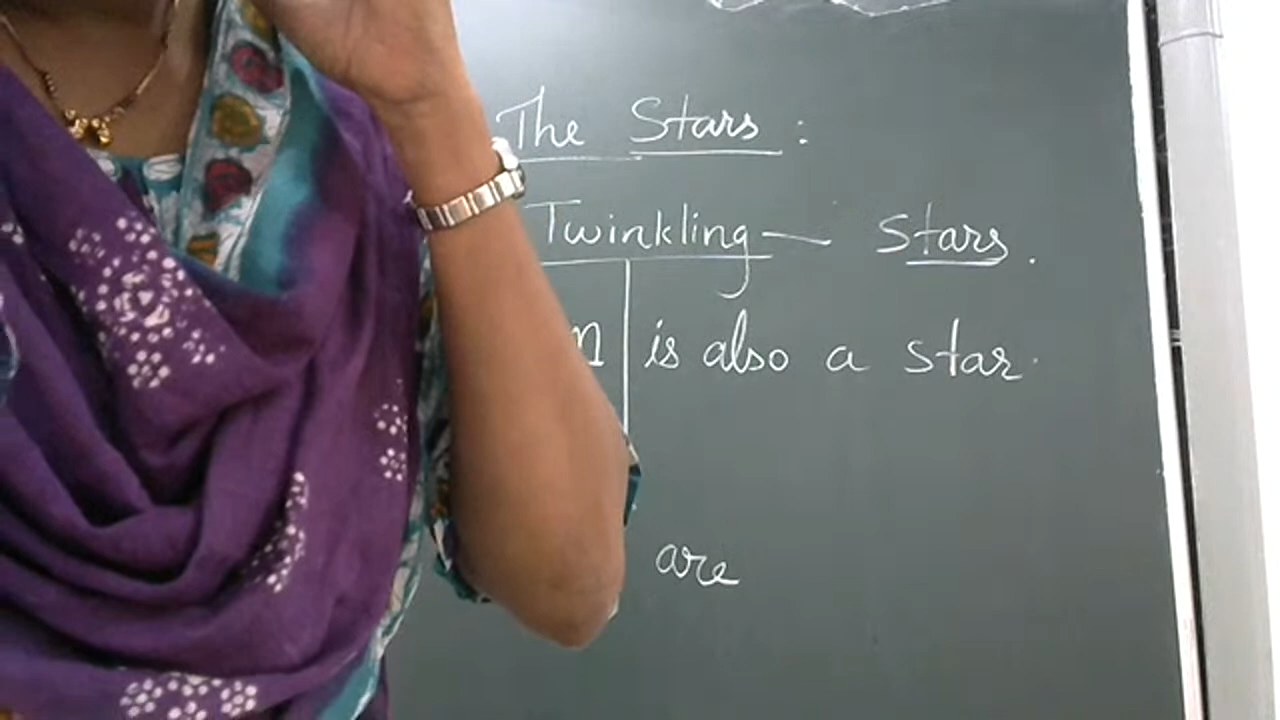 The Stars :
Twinkling — stars.
is also a star.
are